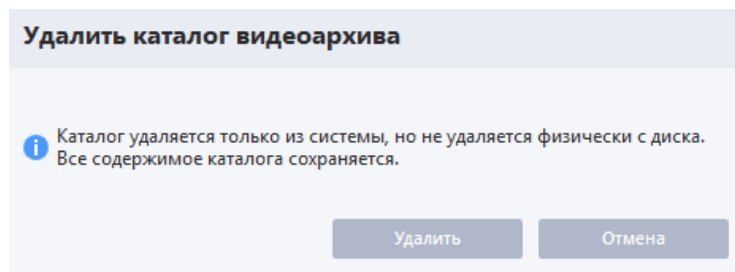 Удалить каталог видеоархива
Каталог удаляется только из системы, но не удаляется физически с диска.
Все содержимое каталога сохраняется.
Удалить
Отмена